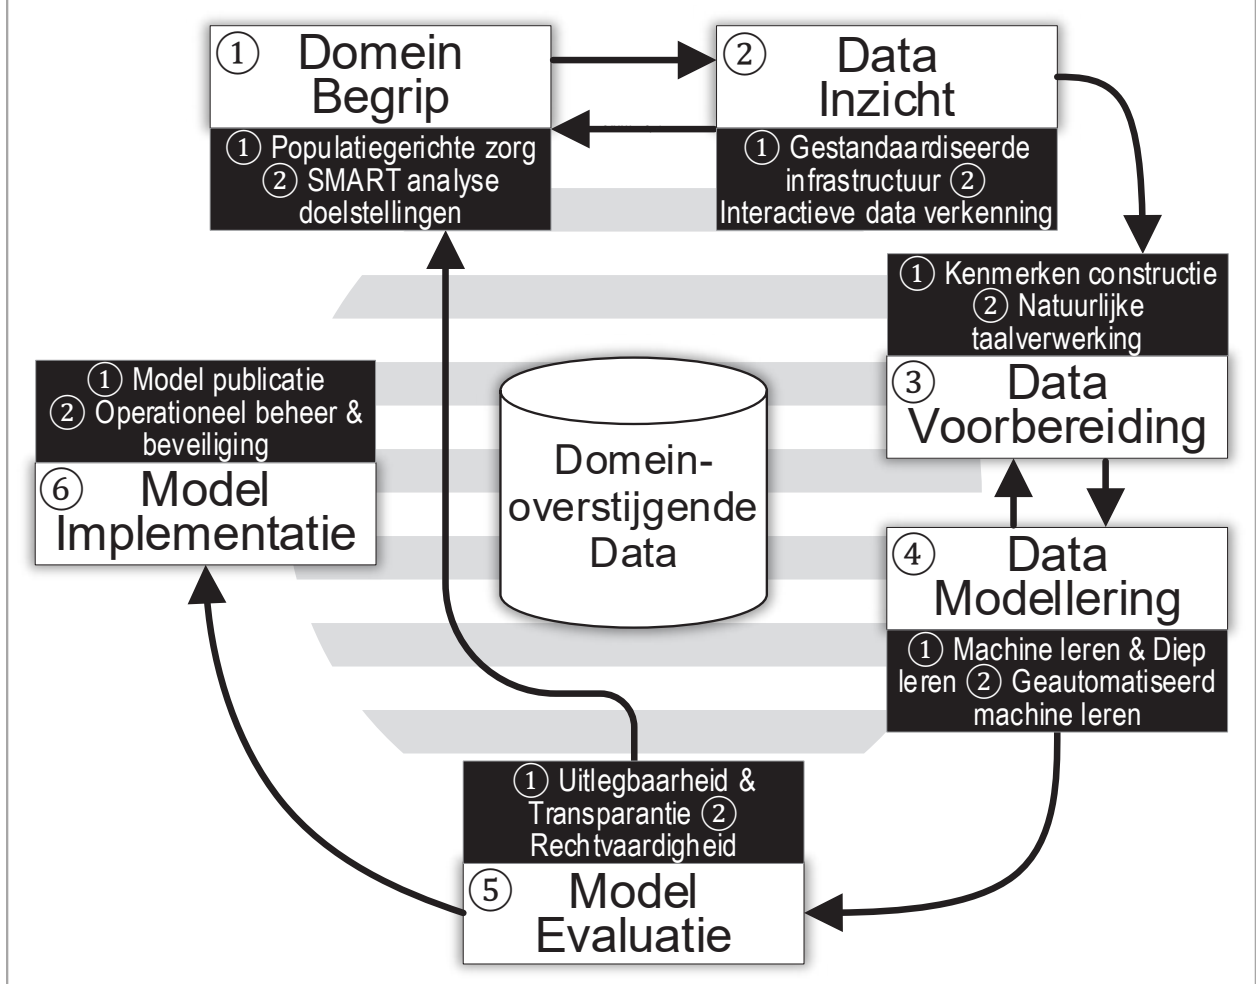 ① Domein
Begrip
① Populatiegerichte zorg
② SMART analyse
doelstellingen
② Data
Inzicht
① Gestandaardiseerde
infrastructuur ②
Interactieve data verkenning
① Kenmerken constructie
② Natuurlijke
taalverwerking
③ Data
Voorbereiding
④ Data
Modellering
① Machine leren & Diep
leren ② Geautomatiseerd
machine leren
① Uitlegbaarheid &
Transparantie ②
Rechtvaardigheid
⑤ Model
Evaluatie
① Model publicatie
② Operationeel beheer &
beveiliging
⑥ Model
Implementatie
Domein-
overstijgende
Data